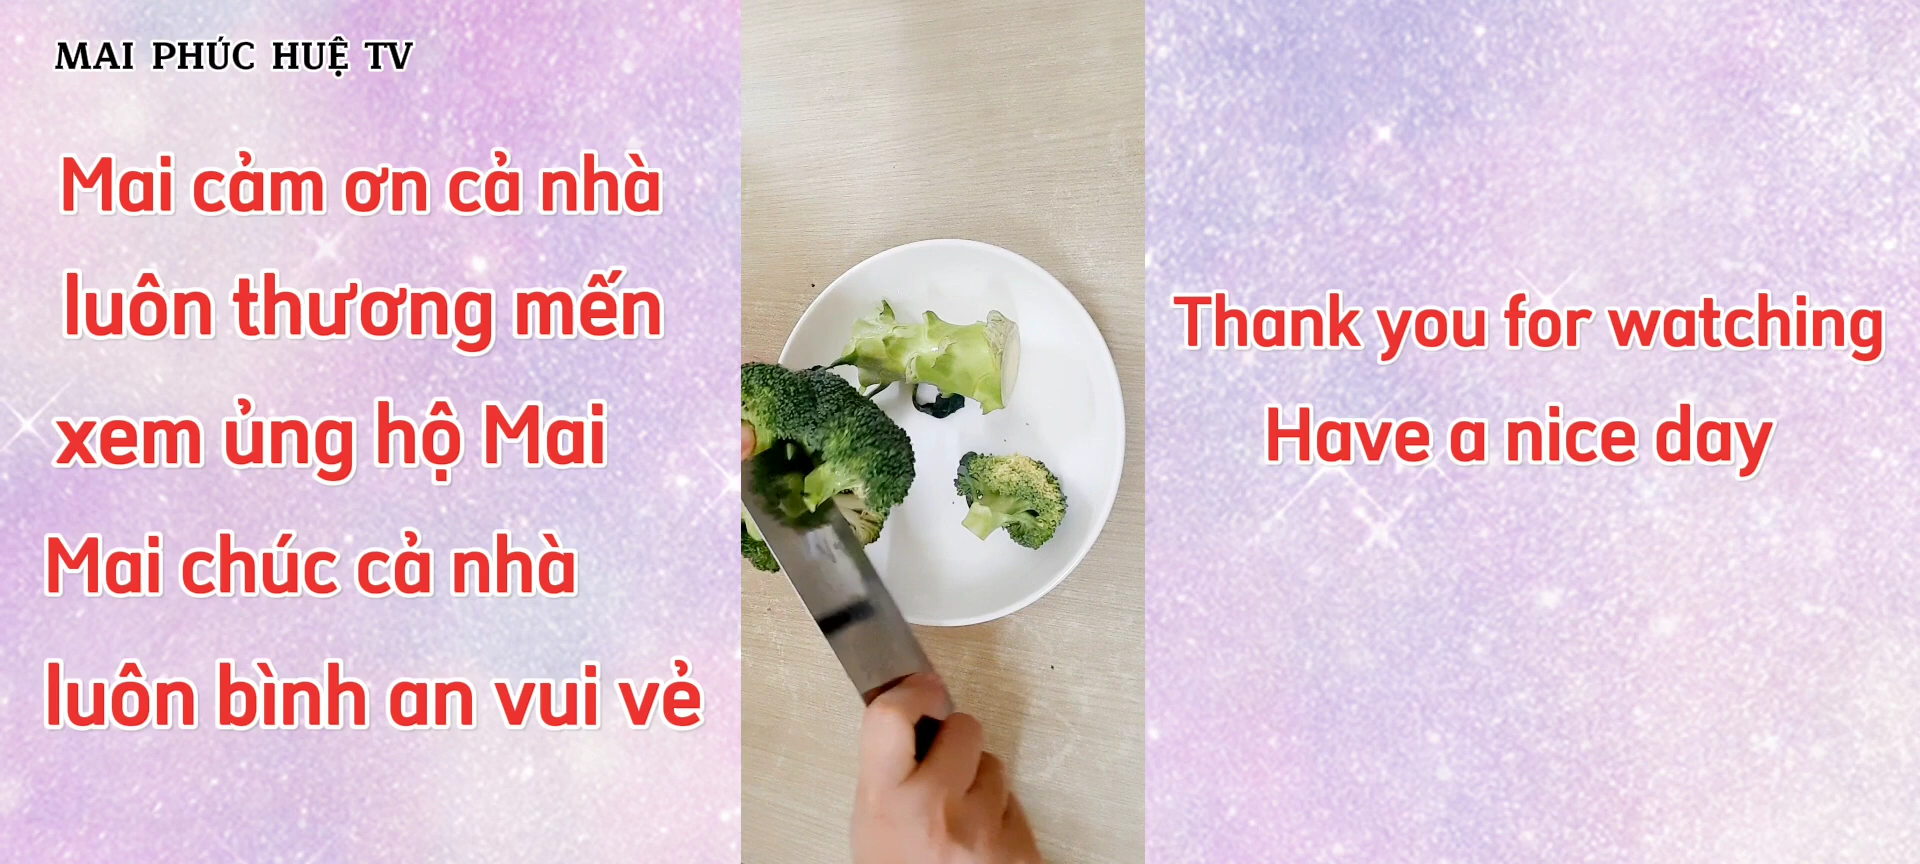 MAI PHÚC HUỆ TV
Mai cảm ơn cả nhà
luôn thương mến
xem ủng hộ Mai
Mai chúc cả nhà
luôn bình an vui vẻ
Thank you for watching
Have a nice day